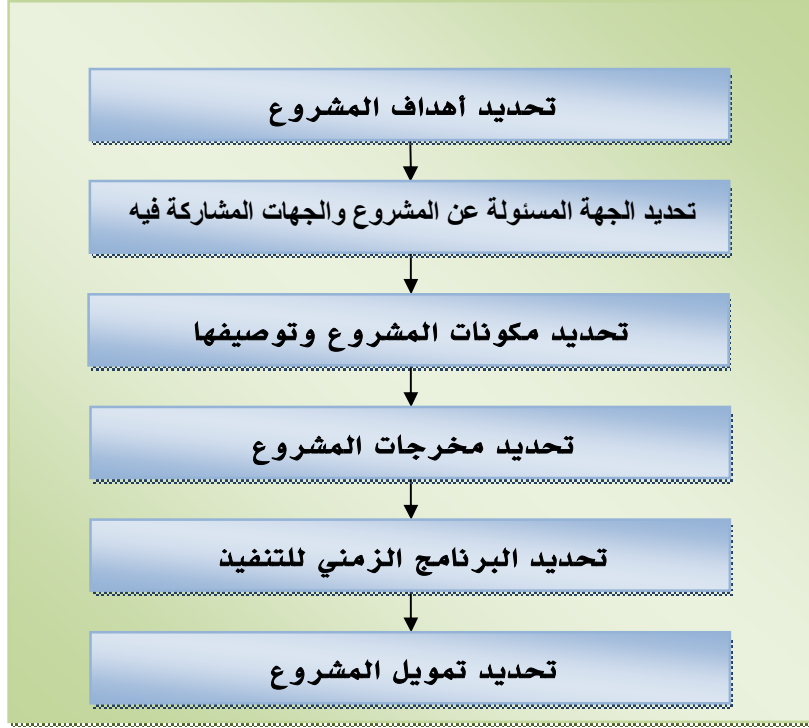 تحديد أهداف المشروع
تحديد الجهة المسئولة عن المشروع والجهات المشاركة فيه
تحديد مكونات المشروع وتوصيفها
تحديد مخرجات المشروع
تحديد البرنامج الزمني للتنفيذ
تحديد تمويل المشروع